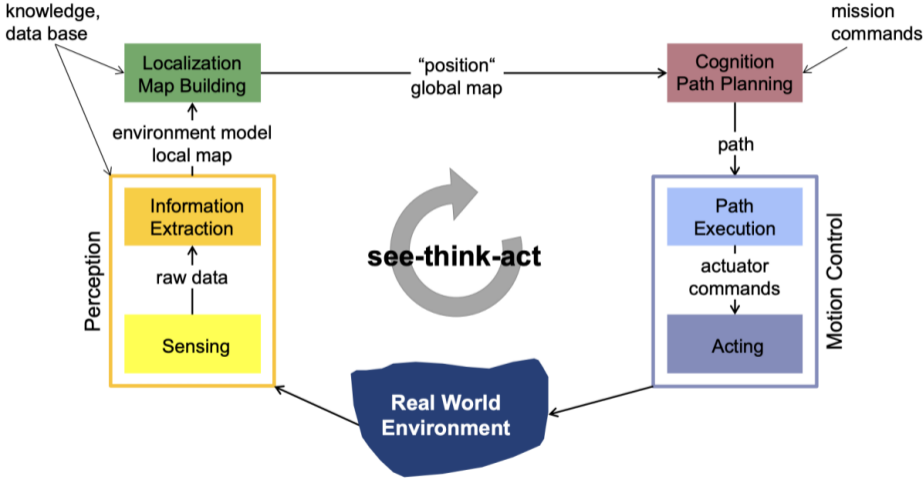 knowledge,
data base
mission
commands
Localization
Map Building
“position“
global map
Cognition
Path Planning
environment model
local map
path
Perception
Information
Extraction
raw data
Sensing
see-think-act
Path
Execution
actuator
commands
Acting
Motion Control
Real World
Environment